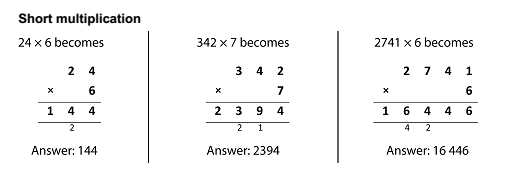 Short multiplication
24 × 6 becomes
2 4
× 6
1 4 4
2
Answer: 144
342 × 7 becomes
3 4 2
× 7
2 3 9 4
2 1
Answer: 2394
2741 × 6 becomes
2 7 4 1
× 6
1 6 4 4 6
4 2
Answer: 16 446